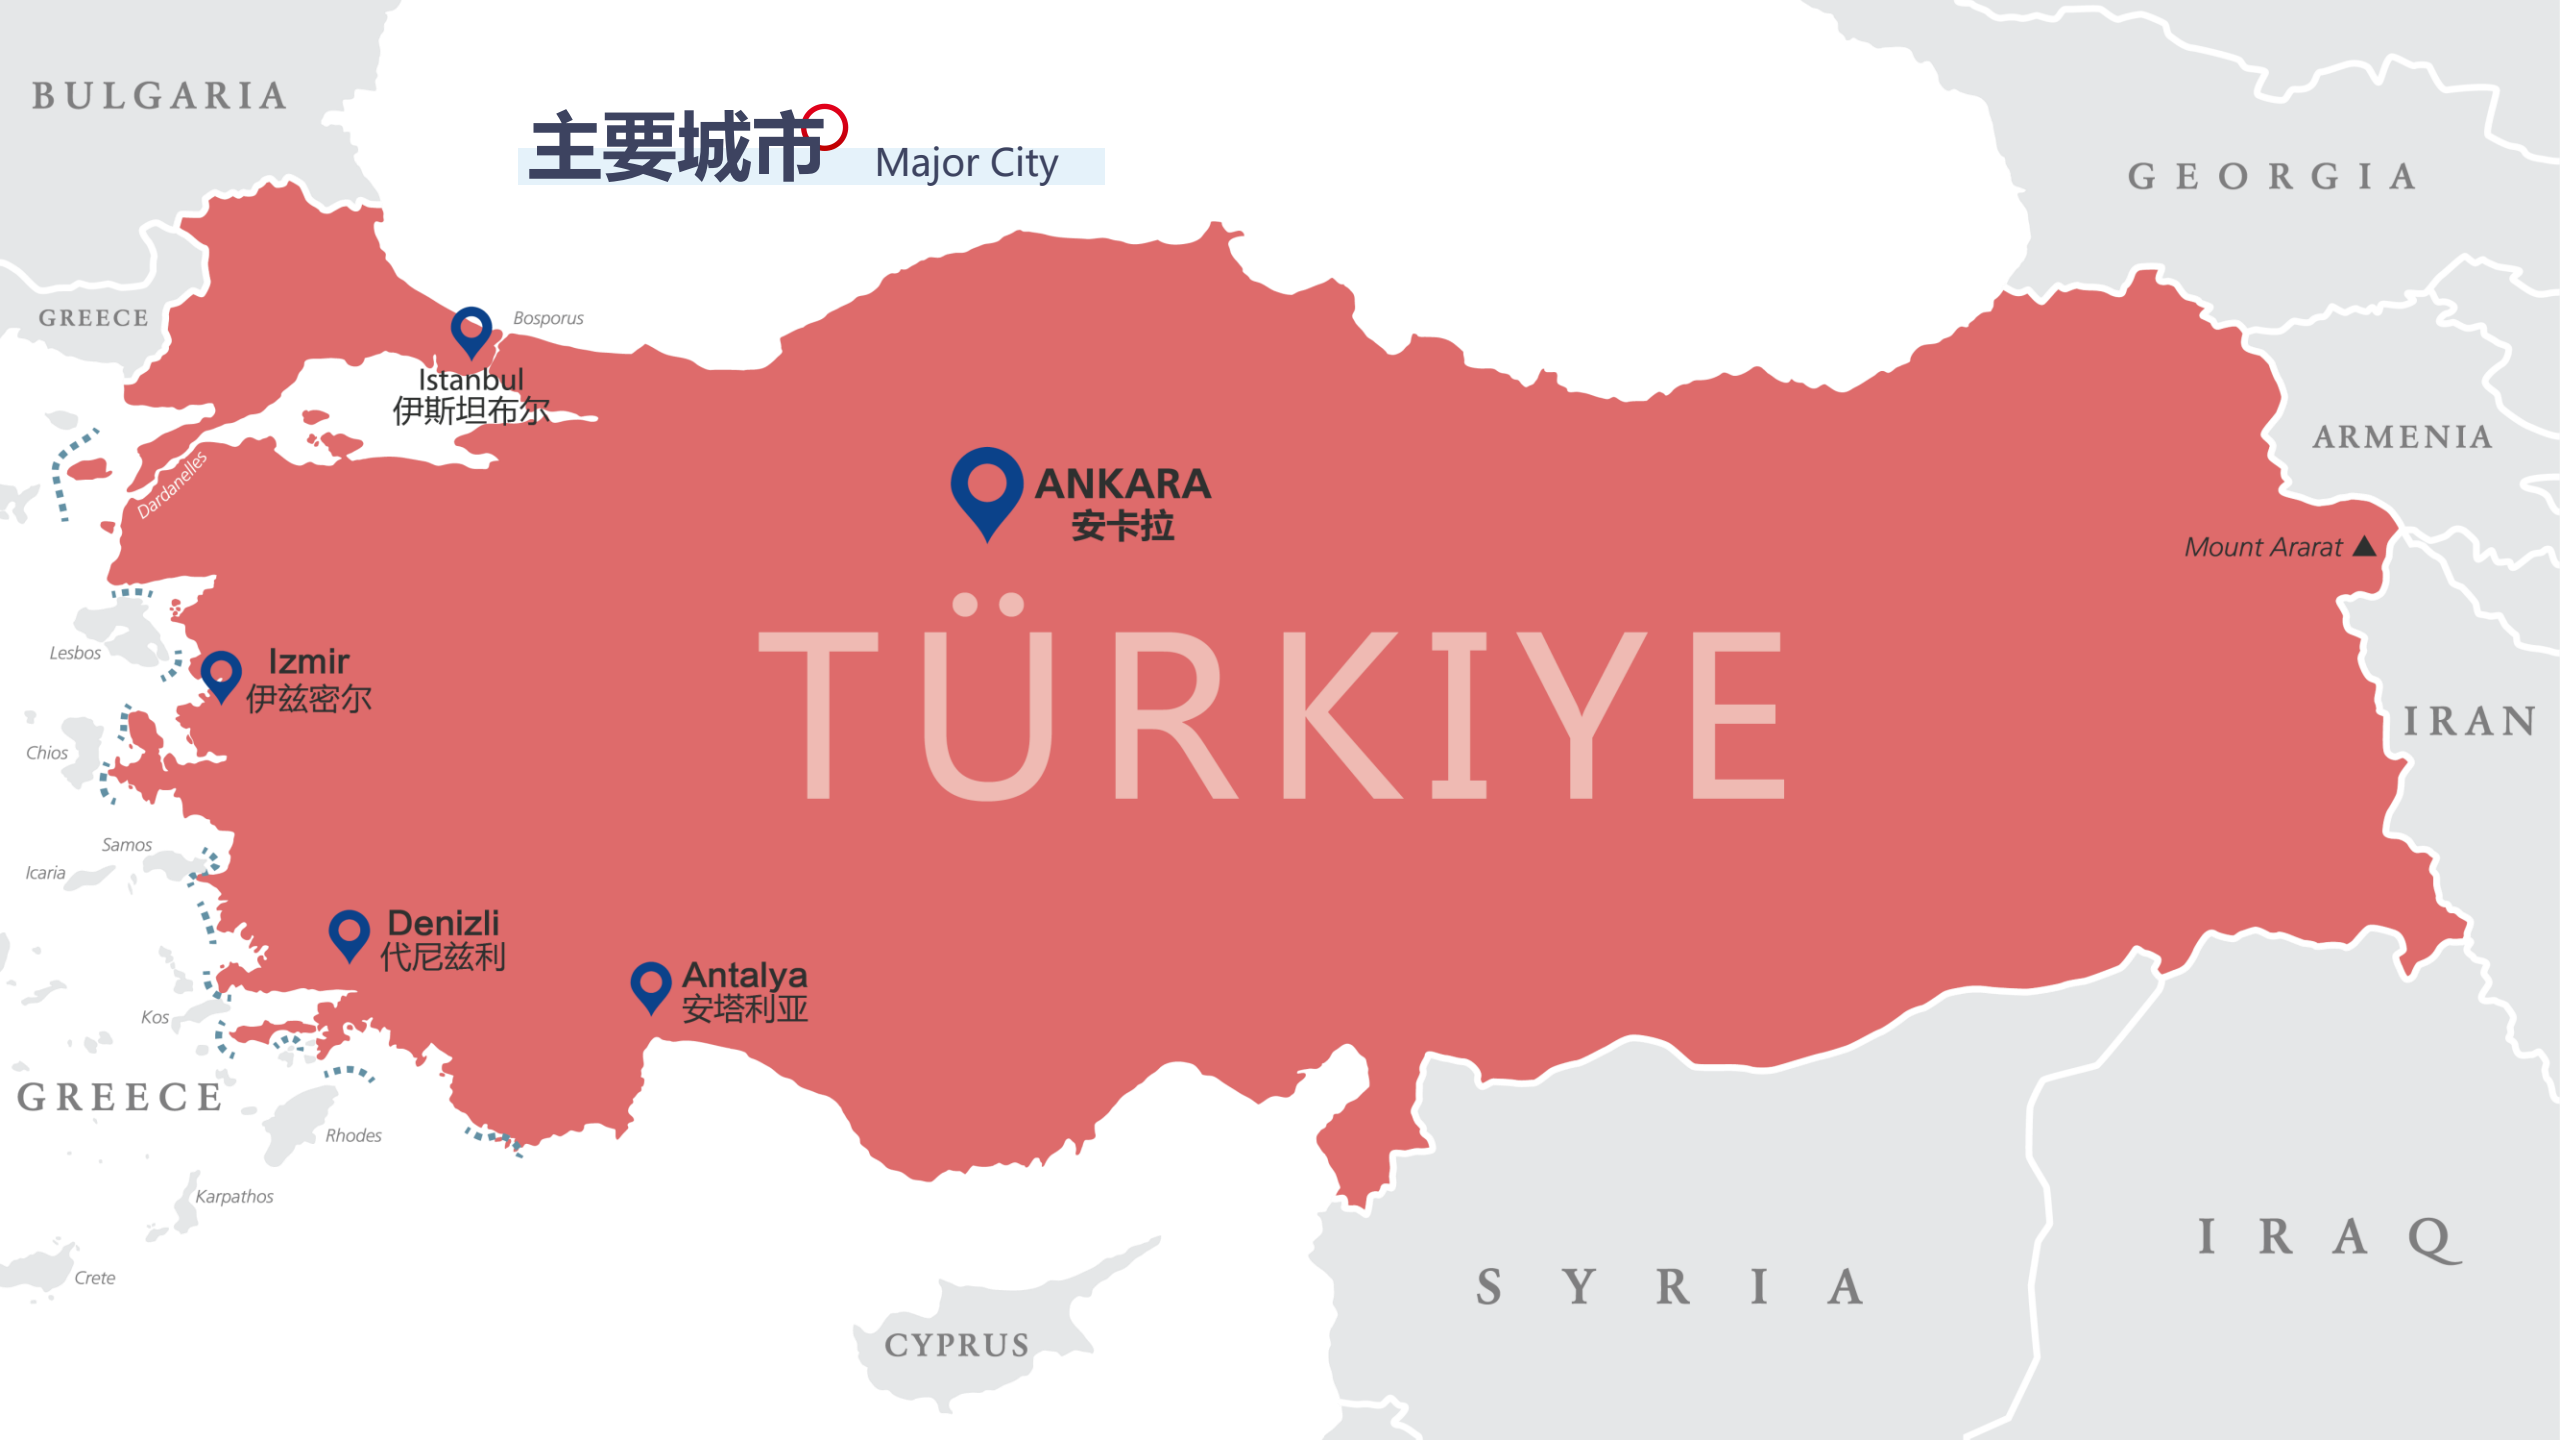 BULGARIA
主要城市
Major City
GEORGIA
GREECE
Bosporus
Istanbul
伊斯坦布尔
ARMENIA
Dardanelles
ANKARA
安卡拉
Mount Ararat
TÜRKIYE
Lesbos
Izmir
伊兹密尔
IRAN
Chios
Samos
Icaria
Denizli
代尼兹利
Antalya
安塔利亚
Kos
GREECE
Rhodes
Karpathos
Crete
CYPRUS
SYRIA
IRAQ